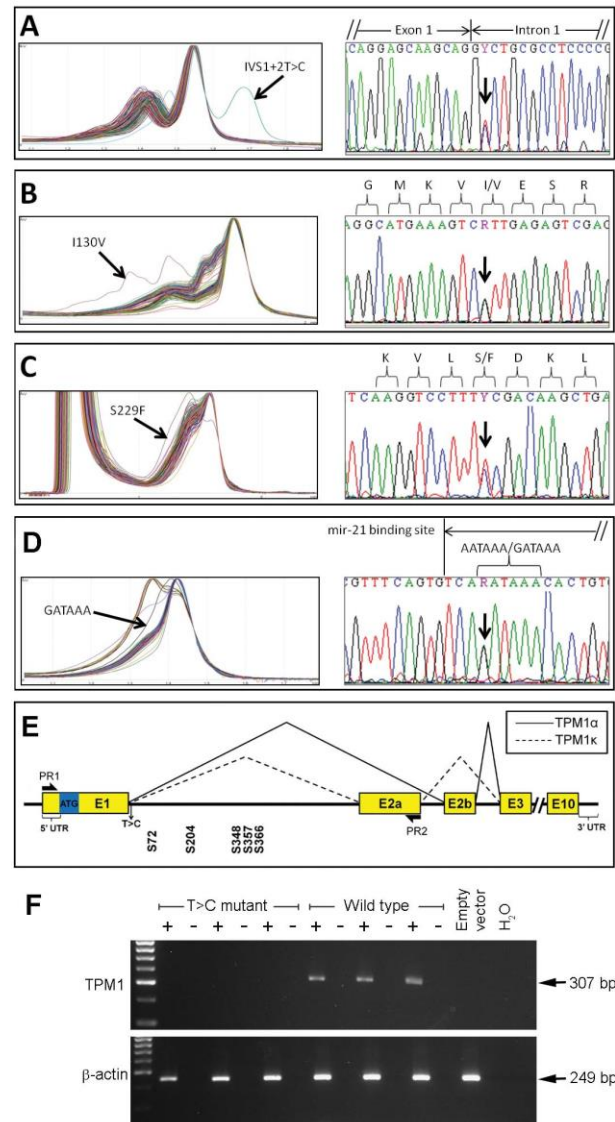 A
IVS1+2T>C
Exon 1
Intron 1
CAGGAGCAAGCAGGYCTGCGCCTCCCCG
B
I130V
G M K V I/V E S R
AGGCATGAAAGTCRTTGAGAGTCGAG
C
S229F
K V L S/F D K L
TCAAGGTCCTTTYCGACAAGCTGA
D
GATAAA
mir-21 binding site
AATAAA/GATAAA
CGTTTCAGTGTCARATAAACACTGT
E
TPM1α
TPM1κ
PR1
ATG E1 E2a E2b E3 E10
5' UTR T>C PR2 3' UTR
S72
S204
S348
S357
S366
F
T>C mutant Wild type Empty vector H2O
+ - + - + - + - + - + -
TPM1 307 bp
β-actin 249 bp